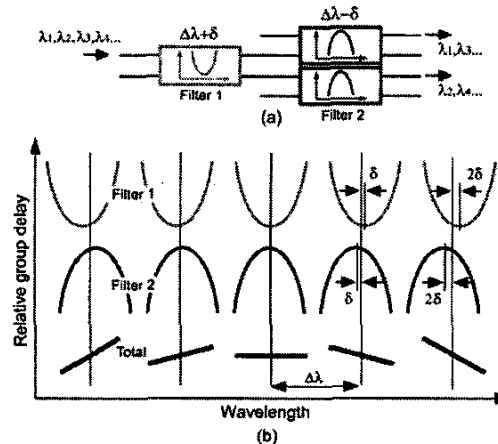 Δλ−δ
λ1,λ2,λ3,λ4...
Δλ+δ
λ1,λ3...
Filter 1
λ2,λ4...
Filter 2
(a)
Relative group delay
Filter 1
δ
2δ
Filter 2
δ
2δ
Total
Δλ
Wavelength
(b)